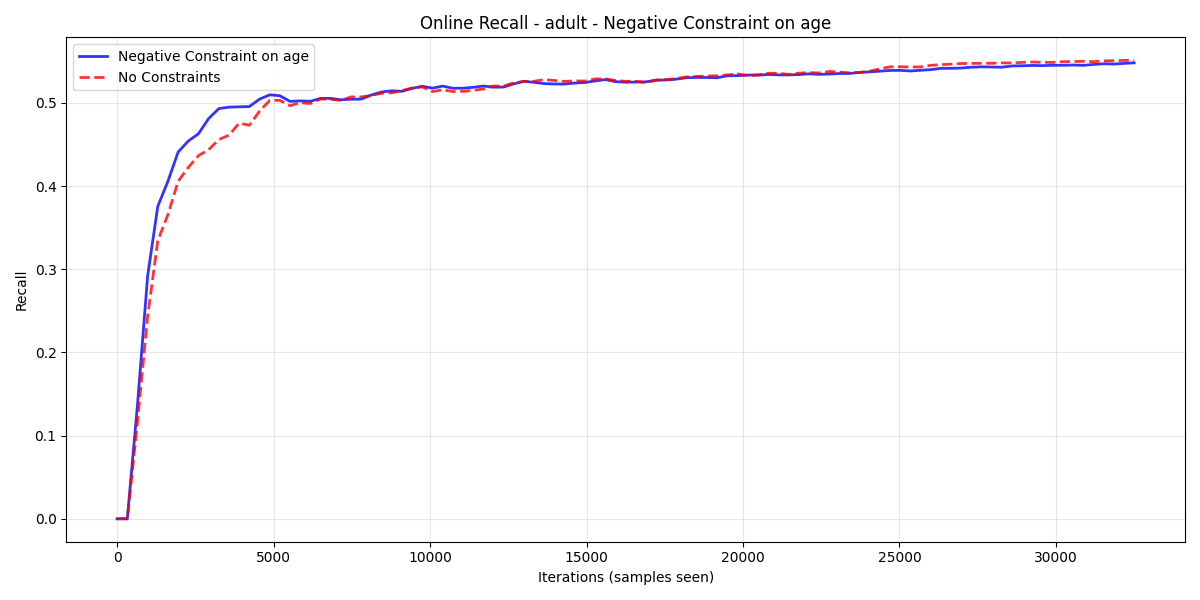 Online Recall - adult - Negative Constraint on age
Negative Constraint on age
No Constraints
Recall
0.5
0.4
0.3
0.2
0.1
0.0
0 5000 10000 15000 20000 25000 30000
Iterations (samples seen)